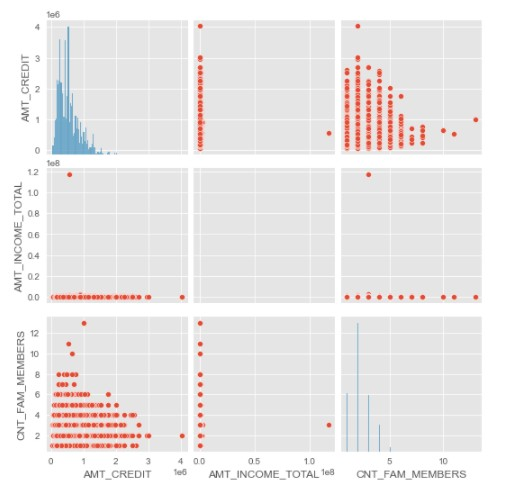 1e6
4
3
2
1
0
AMT_CREDIT
1e8
1.2
1.0
0.8
0.6
0.4
0.2
0.0
AMT_INCOME_TOTAL
12
10
8
6
4
2
CNT_FAM_MEMBERS
0 1 2 3 4 0.0 0.5 1.0 5 10
1e6 1e8
AMT_CREDIT AMT_INCOME_TOTAL CNT_FAM_MEMBERS